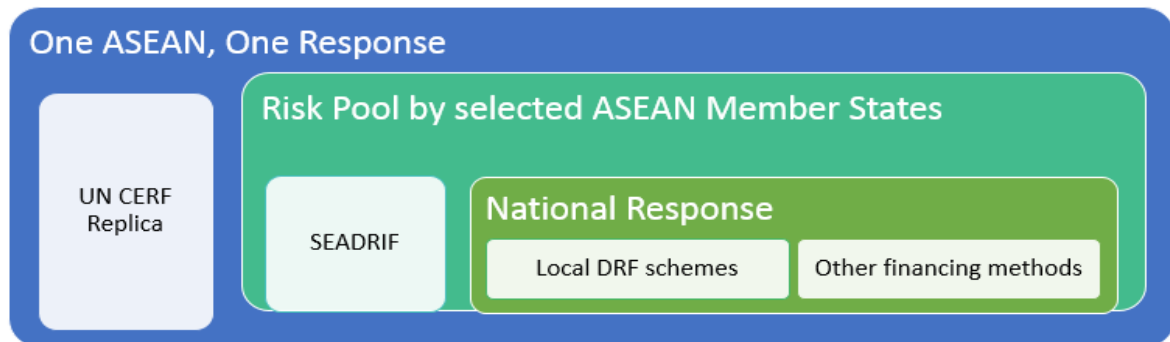 One ASEAN, One Response
Risk Pool by selected ASEAN Member States
UN CERF
Replica
SEADRIF
National Response
Local DRF schemes
Other financing methods